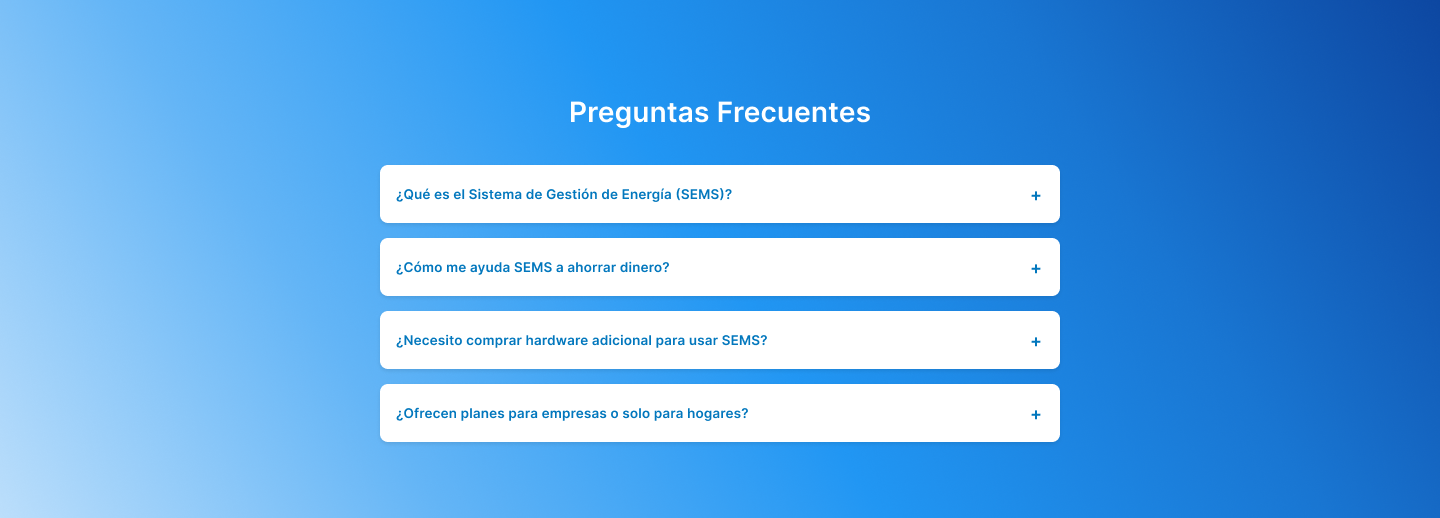 Preguntas Frecuentes
¿Qué es el Sistema de Gestión de Energía (SEMS)? +
¿Cómo me ayuda SEMS a ahorrar dinero? +
¿Necesito comprar hardware adicional para usar SEMS? +
¿Ofrecen planes para empresas o solo para hogares? +